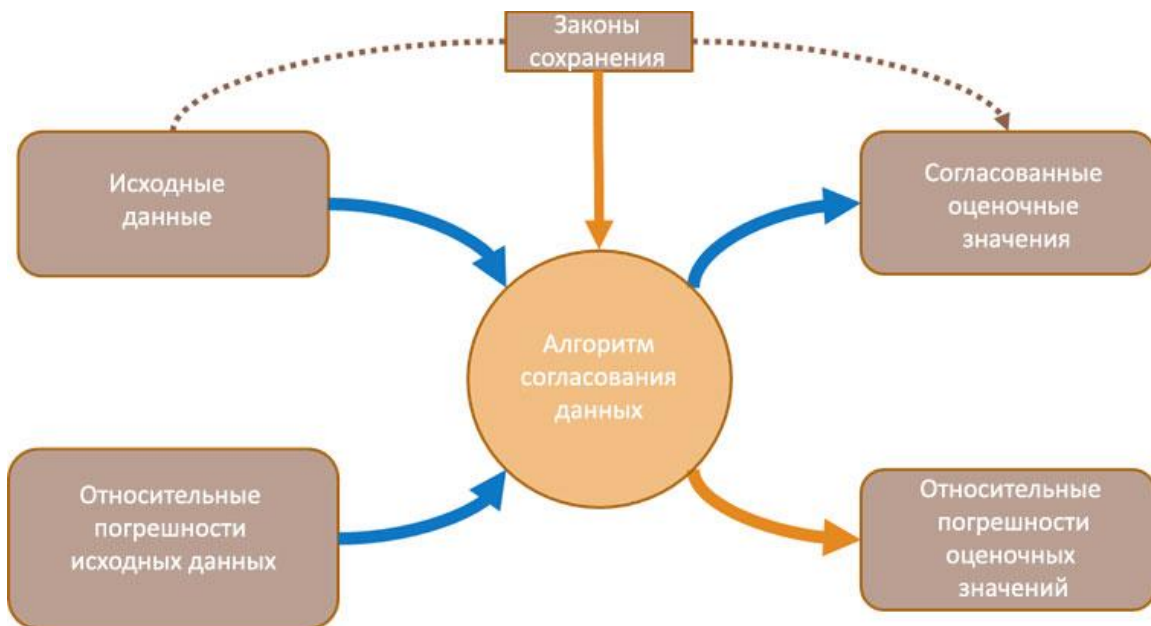 Законы
сохранения
Исходные
данные
Согласованные
оценочные
значения
Алгоритм
согласования
данных
Относительные
погрешности
исходных данных
Относительные
погрешности
оценочных
значений